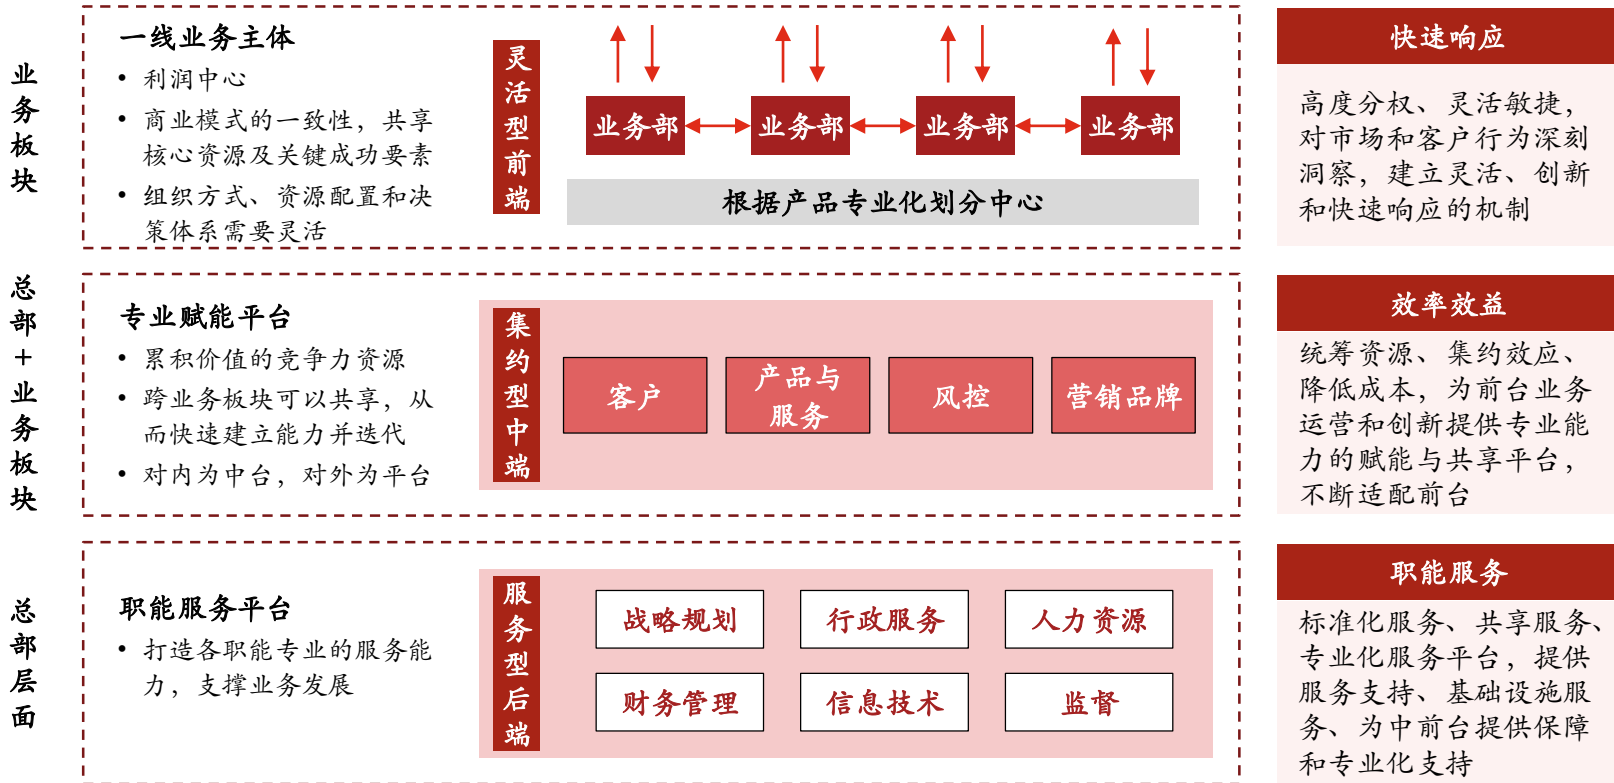 业务板块
一线业务主体
• 利润中心
• 商业模式的一致性，共享
核心资源及关键成功要素
• 组织方式、资源配置和决
策体系需要灵活
灵活型前端
业务部
业务部
业务部
业务部
根据产品专业化划分中心
快速响应
高度分权、灵活敏捷，
对市场和客户行为深刻
洞察，建立灵活、创新
和快速响应的机制
总部+业务板块
专业赋能平台
• 累积价值的竞争力资源
• 跨业务板块可以共享，从
而快速建立能力并迭代
• 对内为中台，对外为平台
集约型中端
客户
产品与
服务
风控
营销品牌
效率效益
统筹资源、集约效应、
降低成本，为前台业务
运营和创新提供专业能
力的赋能与共享平台，
不断适配前台
总部层面
职能服务平台
• 打造各职能专业的服务能
力，支撑业务发展
服务型后端
战略规划
行政服务
人力资源
财务管理
信息技术
监督
职能服务
标准化服务、共享服务、
专业化服务平台，提供
服务支持、基础设施服
务、为中前台提供保障
和专业化支持